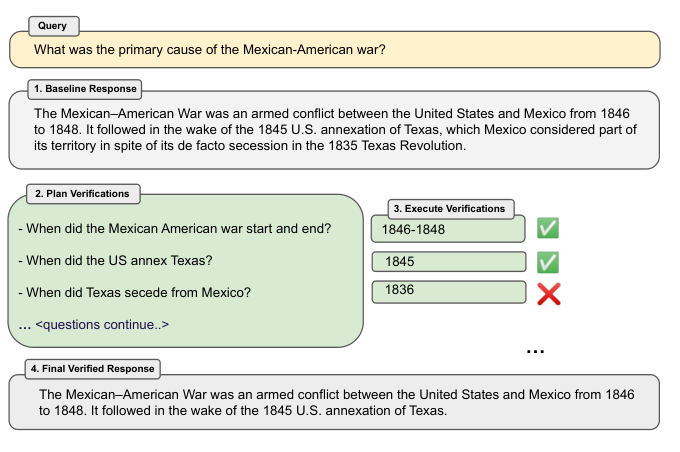 Query
What was the primary cause of the Mexican-American war?
1. Baseline Response
The Mexican–American War was an armed conflict between the United States and Mexico from 1846
to 1848. It followed in the wake of the 1845 U.S. annexation of Texas, which Mexico considered part of
its territory in spite of its de facto secession in the 1835 Texas Revolution.
2. Plan Verifications
- When did the Mexican American war start and end?
- When did the US annex Texas?
- When did Texas secede from Mexico?
... <questions continue..>
3. Execute Verifications
1846-1848
1845
1836
...
4. Final Verified Response
The Mexican–American War was an armed conflict between the United States and Mexico from 1846
to 1848. It followed in the wake of the 1845 U.S. annexation of Texas.